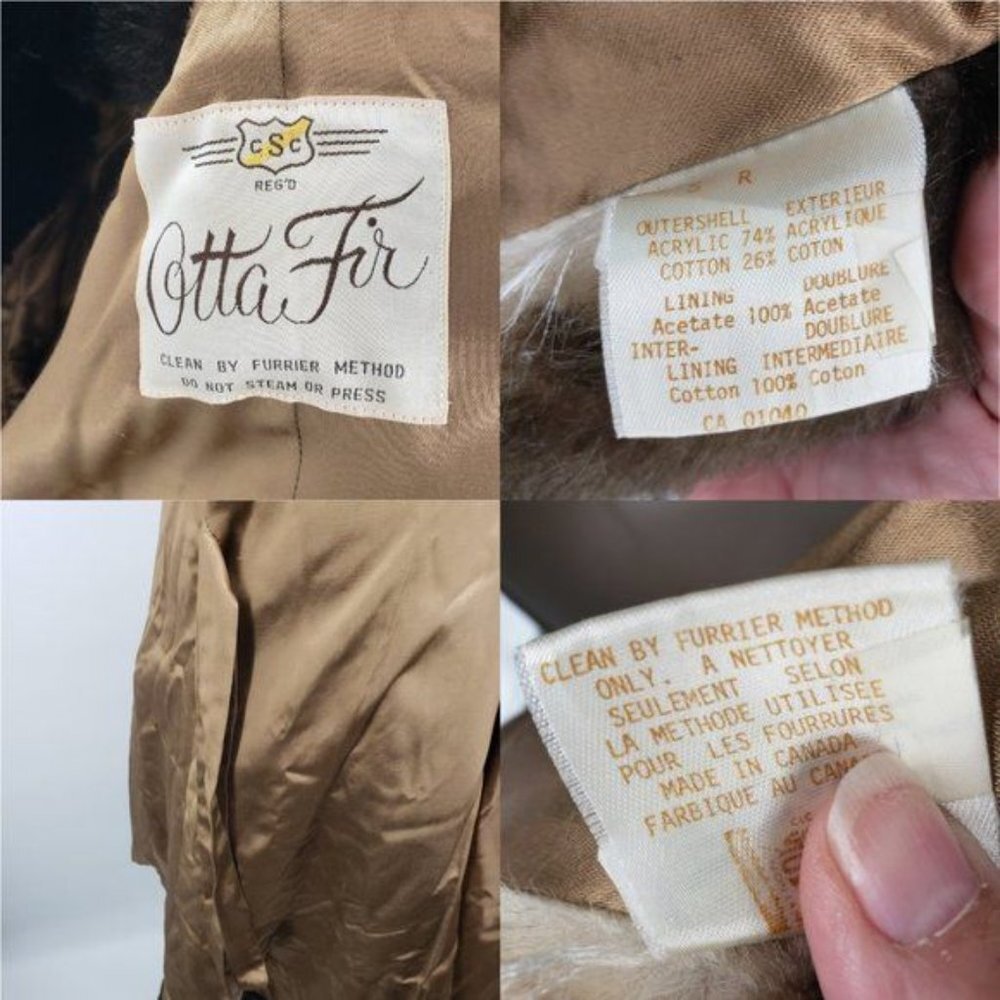 CSC
REG'D
Otta Fir
CLEAN BY FURRIER METHOD
DO NOT STEAM OR PRESS
S R
OUTERSHELL EXTERIEUR
ACRYLIC 74% ACRYLIQUE
COTTON 26% COTON
LINING DOUBLURE
Acetate 100% Acetate
INTER- DOUBLURE
LINING INTERMEDIAIRE
Cotton 100% Coton
CA 01040
CLEAN BY FURRIER METHOD
ONLY. A NETTOYER
SEULEMENT SELON
LA METHODE UTILISEE
POUR LES FOURRURES
MADE IN CANADA
FARBIQUE AU